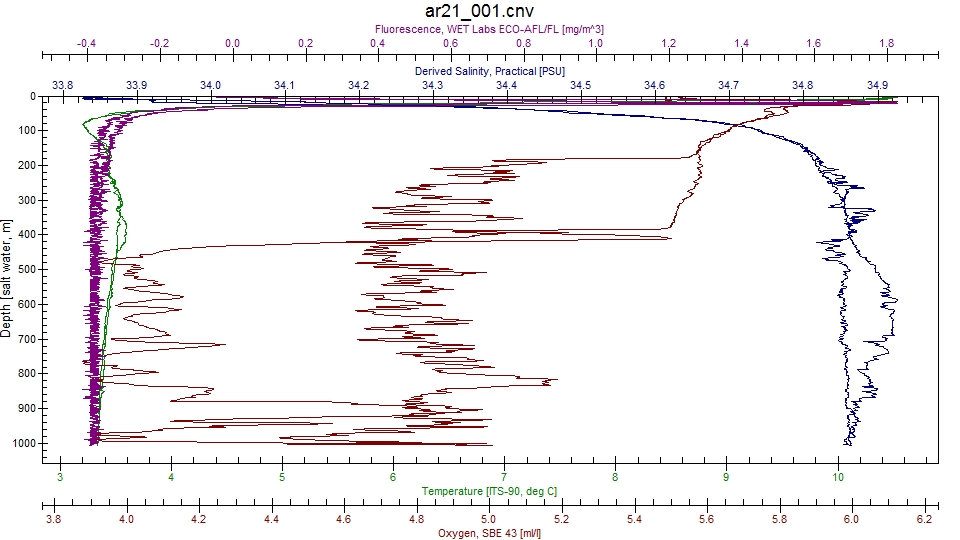 ar21_001.cnv
Fluorescence, WET Labs ECO-AFL/FL [mg/m^3]
-0.4 -0.2 0.0 0.2 0.4 0.6 0.8 1.0 1.2 1.4 1.6 1.8
Derived Salinity, Practical [PSU]
33.8 33.9 34.0 34.1 34.2 34.3 34.4 34.5 34.6 34.7 34.8 34.9
0
100
200
300
400
500
600
700
800
900
1000
Depth [salt water, m]
3 4 5 6 7 8 9 10
Temperature [ITS-90, deg C]
3.8 4.0 4.2 4.4 4.6 4.8 5.0 5.2 5.4 5.6 5.8 6.0 6.2
Oxygen, SBE 43 [ml/l]